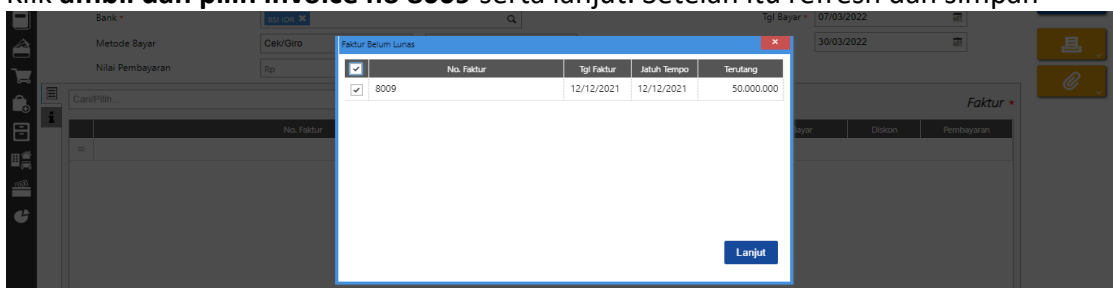 Klik ambil dan pilih invoice no 8009 serta lanjut. Setelah itu refresh dan simpan
Bank * BSI IDR Tgl Bayar * 07/03/2022
Metode Bayar Cek/Giro 30/03/2022
Nilai Pembayaran Rp
Faktur Belum Lunas
No. Faktur Tgl Faktur Jatuh Tempo Terutang
8009 12/12/2021 12/12/2021 50.000.000
Lanjut
Cari/Pilih... Faktur *
No. Faktur Bayar Diskon Pembayaran